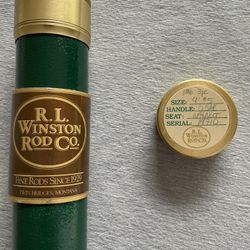 R. L.
WINSTON
ROD CO.
FINE RODS SINCE 1929
TWIN BRIDGES, MONTANA
SIZE:
HANDLE:
SEAT:
SERIAL:
R. L.
WINSTON
ROD CO.